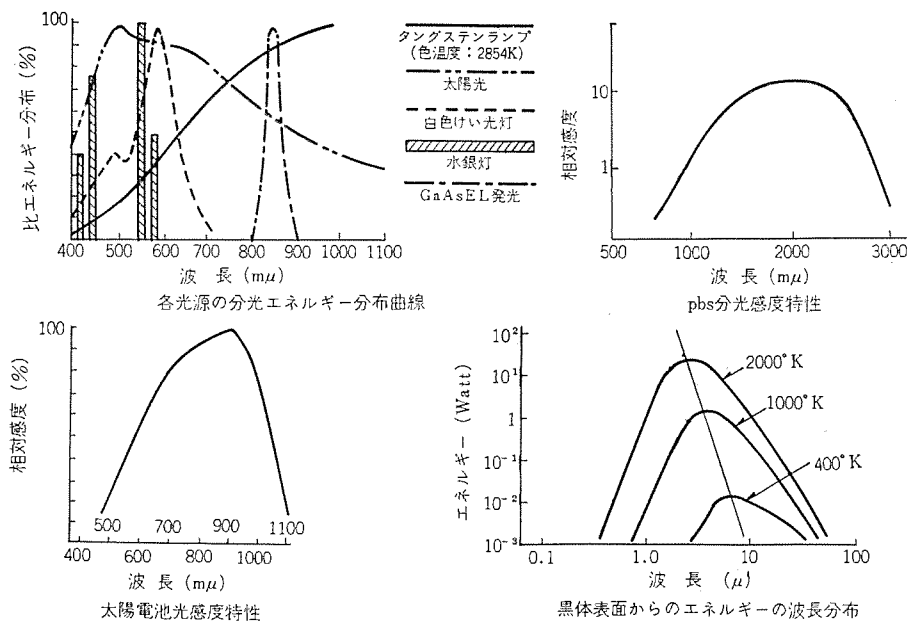 100
比エネルギー分布 (%)
400 500 600 700 800 900 1000 1100
波 長 (mμ)
各光源の分光エネルギー分布曲線
タングステンランプ
(色温度：2854K)
太陽光
白色けい光灯
水銀灯
GaAsEL発光
相対感度
10
1
500 1000 2000 3000
波 長 (mμ)
pbs分光感度特性
100
相対感度 (%)
500 700 900 1100
400 600 800 1000
波 長 (mμ)
太陽電池光感度特性
エネルギー (Watt)
10²
10¹
1
10⁻¹
10⁻²
10⁻³
2000°K
1000°K
400°K
0.1 1.0 10 100
波 長 (μ)
黒体表面からのエネルギーの波長分布